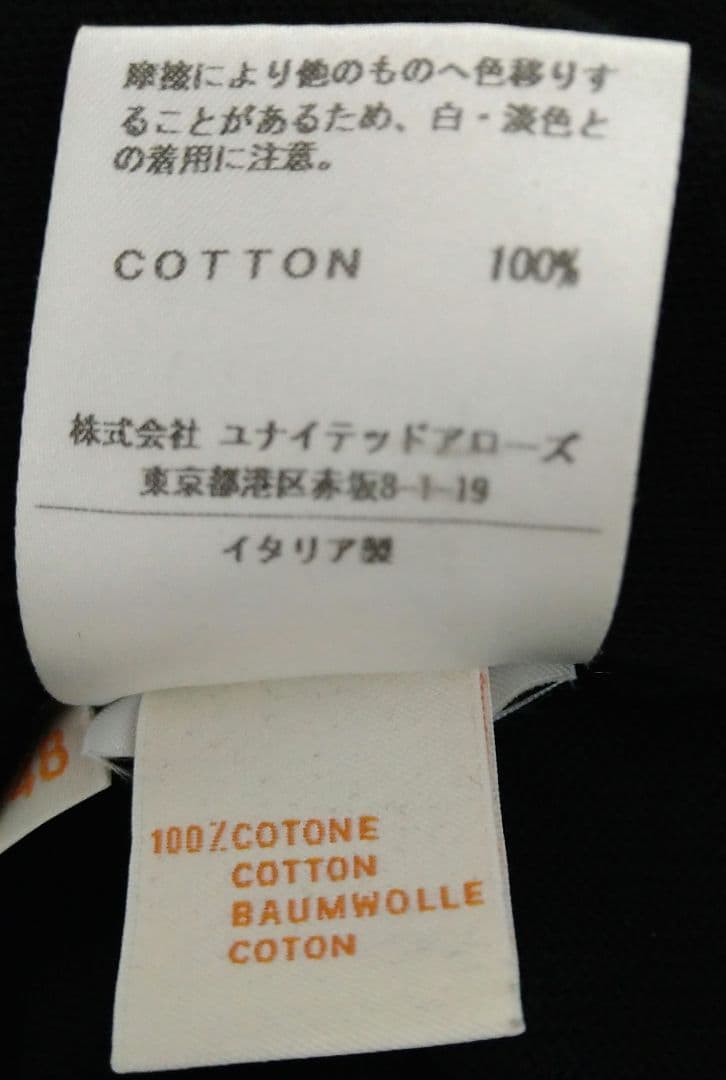 摩擦により他のものへ色移りす
ることがあるため、白・淡色と
の着用に注意。
COTTON 100%
株式会社 ユナイテッドアローズ
東京都港区赤坂8-1-19
イタリア製
48
100%COTONE
COTTON
BAUMWOLLE
COTON